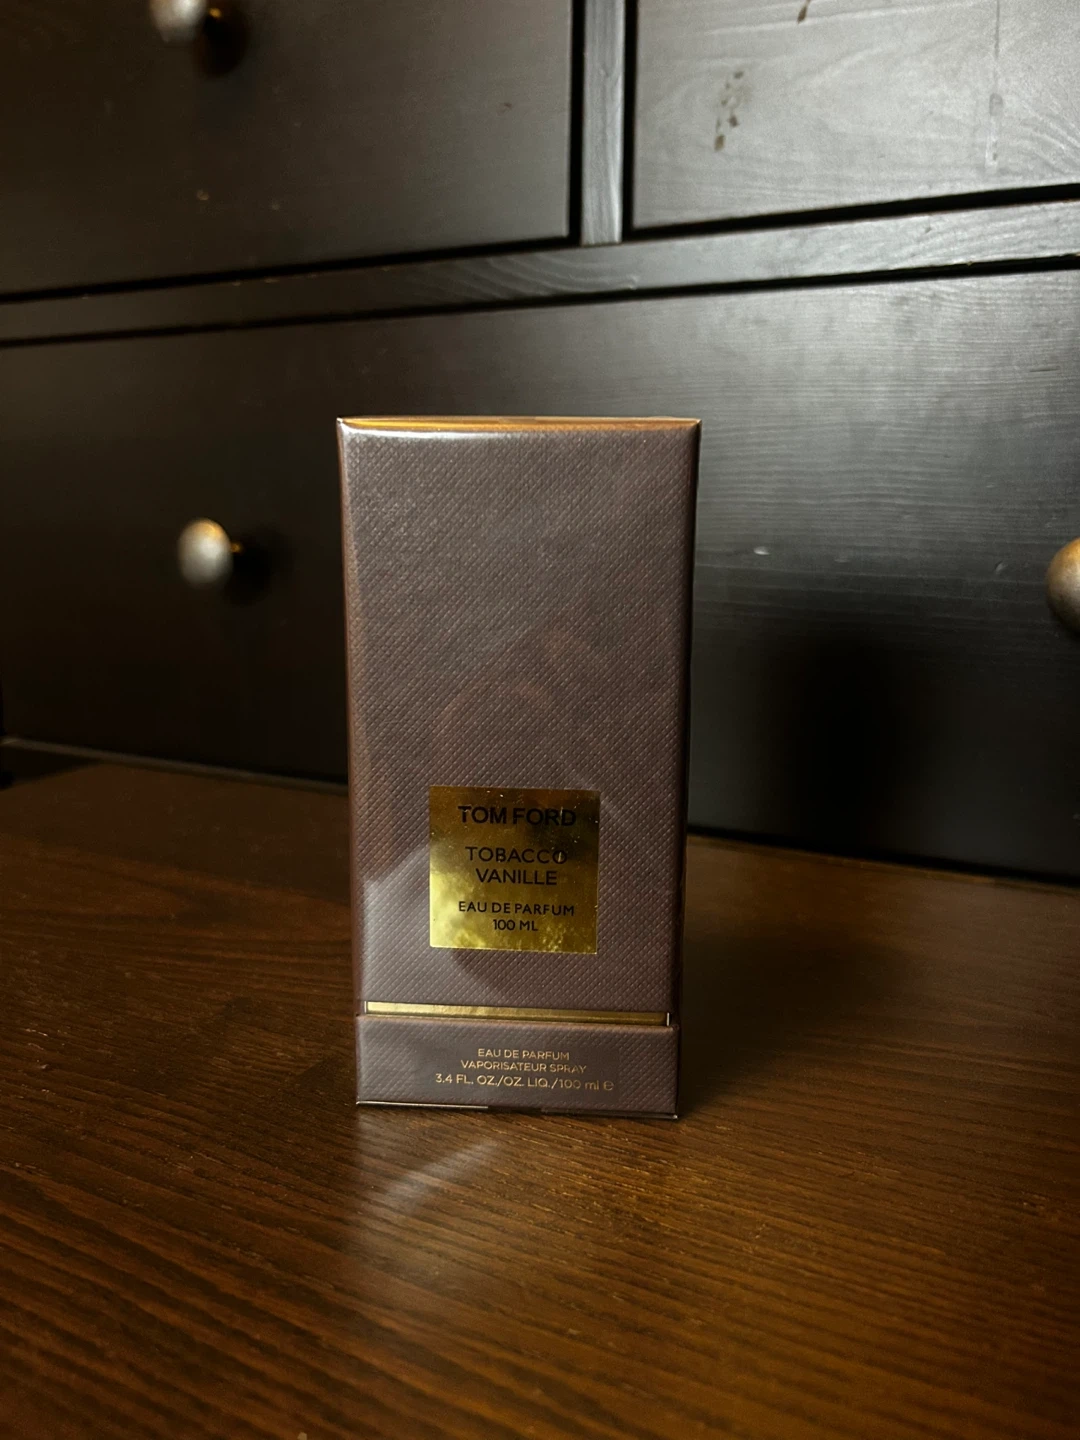 TOM FORD
TOBACCO
VANILLE
EAU DE PARFUM
100 ML
EAU DE PARFUM
VAPORISATEUR SPRAY
3.4 FL. OZ./OZ. LIQ./100 ml ℮